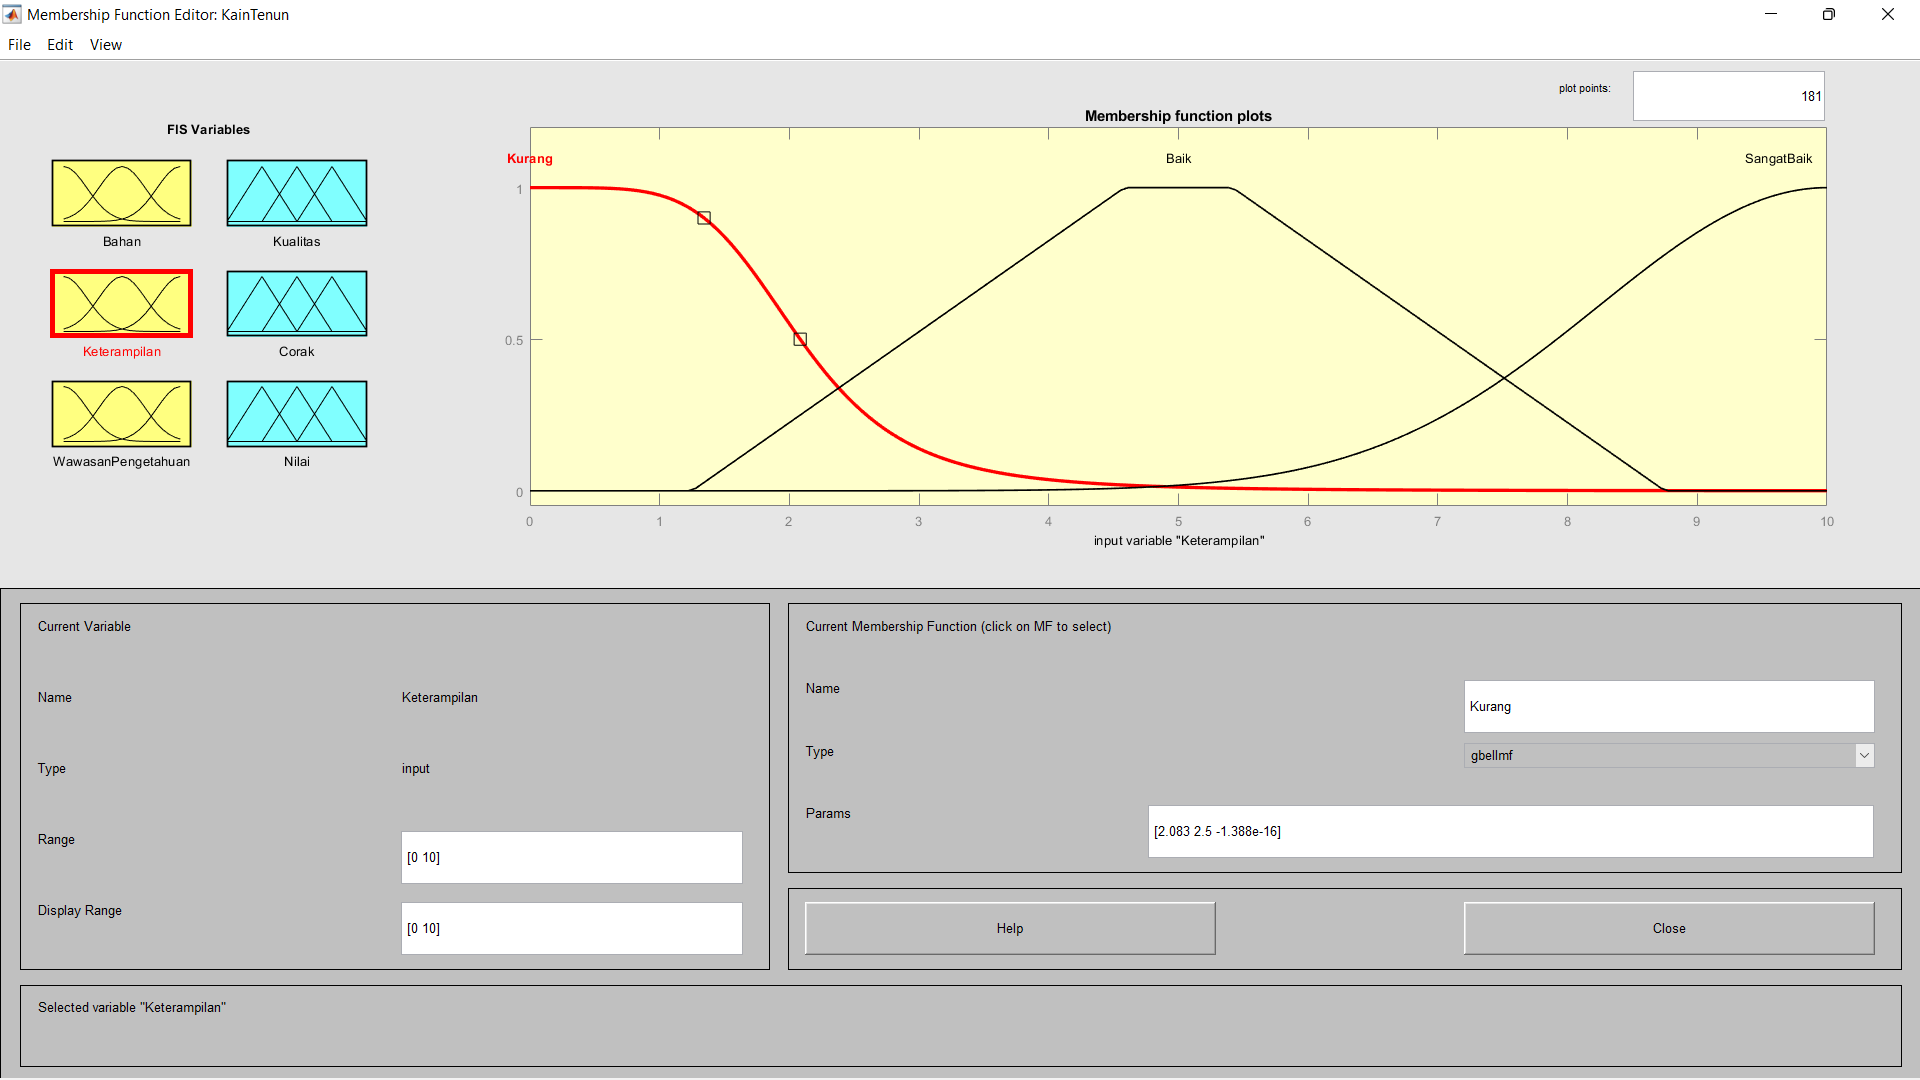 Membership Function Editor: KainTenun
File Edit View
plot points:
181
FIS Variables
Membership function plots
Kurang
Baik
SangatBaik
1
0.5
0
0 1 2 3 4 5 6 7 8 9 10
input variable "Keterampilan"
Bahan
Kualitas
Keterampilan
Corak
WawasanPengetahuan
Nilai
Current Variable
Name
Keterampilan
Type
input
Range
[0 10]
Display Range
[0 10]
Current Membership Function (click on MF to select)
Name
Kurang
Type
gbellmf
Params
[2.083 2.5 -1.388e-16]
Help
Close
Selected variable "Keterampilan"